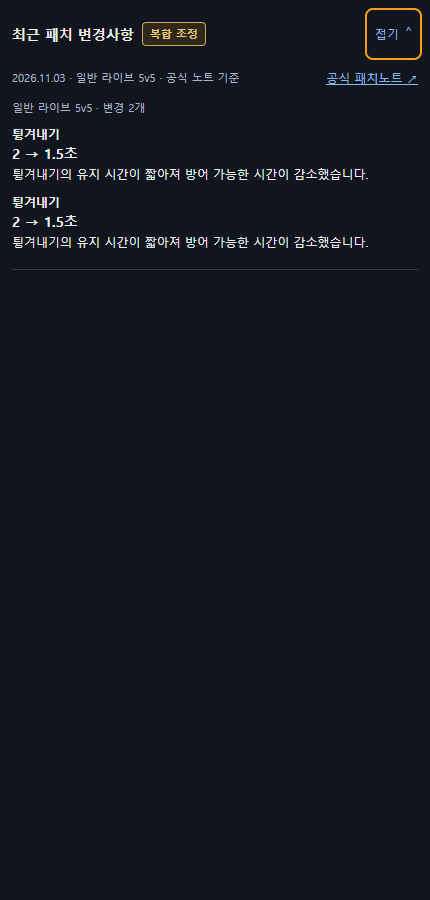 최근 패치 변경사항 복합 조정 접기 ^
2026.11.03 · 일반 라이브 5v5 · 공식 노트 기준 공식 패치노트 ↗
일반 라이브 5v5 · 변경 2개
튕겨내기
2 → 1.5초
튕겨내기의 유지 시간이 짧아져 방어 가능한 시간이 감소했습니다.
튕겨내기
2 → 1.5초
튕겨내기의 유지 시간이 짧아져 방어 가능한 시간이 감소했습니다.